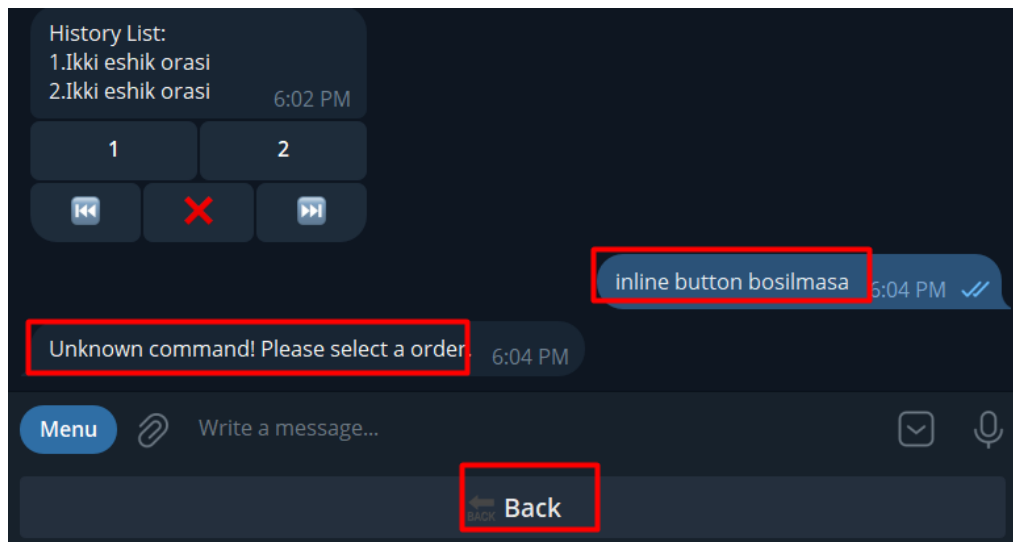 History List:
1.Ikki eshik orasi
2.Ikki eshik orasi
6:02 PM
1
2
inline button bosilmasa
6:04 PM
Unknown command! Please select a order.
6:04 PM
Menu
Write a message...
BACK Back